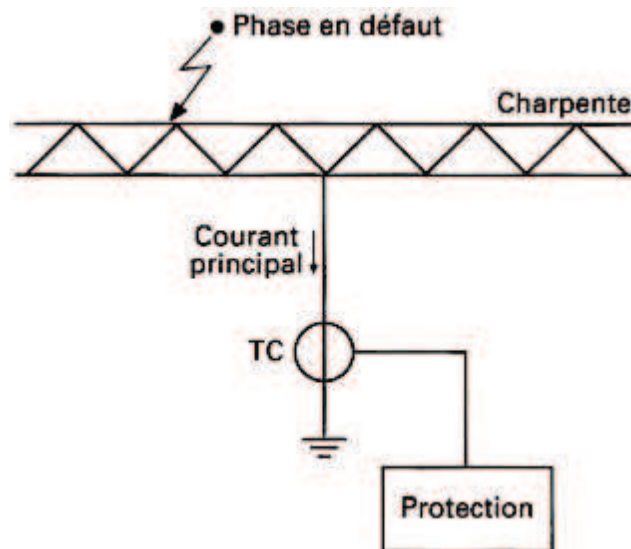 Phase en défaut
Charpente
Courant
principal
TC
Protection